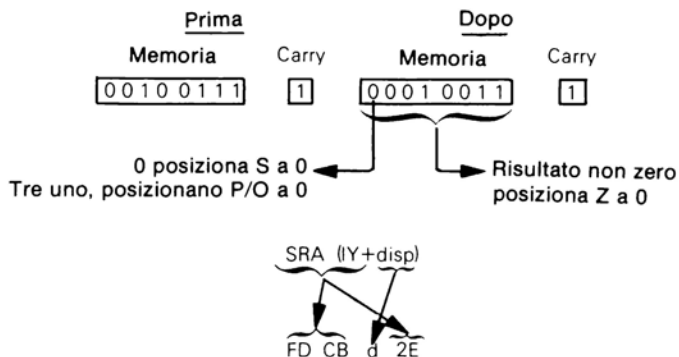 Prima Dopo
Memoria Carry Memoria Carry
00100111 1 00010011 1
0 posiziona S a 0 Risultato non zero
Tre uno, posizionano P/O a 0 posiziona Z a 0
SRA (IY+disp)
FD CB d 2E